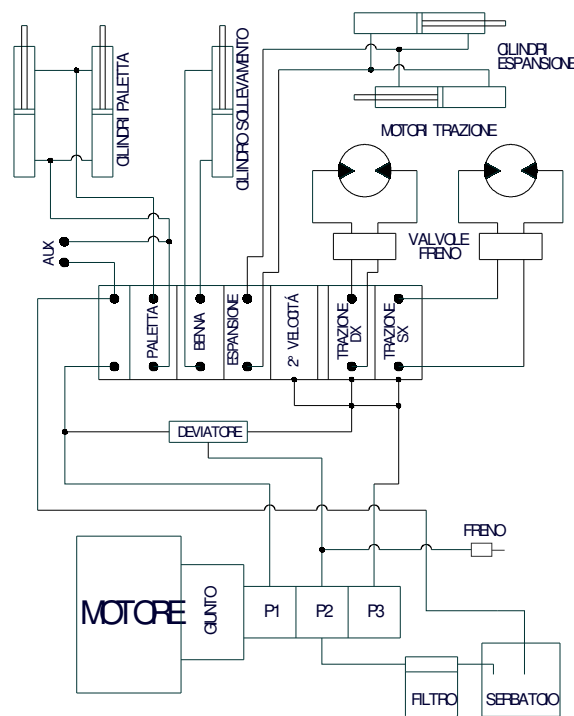 CILINDRI PALETTA
CILINDRO SOLLEVAMENTO
CILINDRI
ESPANSIONE
MOTORI TRAZIONE
VALVOLE
FRENO
AUX
PALETTA
BENNA
ESPANSIONE
2° VELOCITÁ
TRAZIONE
DX
TRAZIONE
SX
DEVIATORE
FRENO
MOTORE
GIUNTO
P1
P2
P3
FILTRO
SERBATOIO